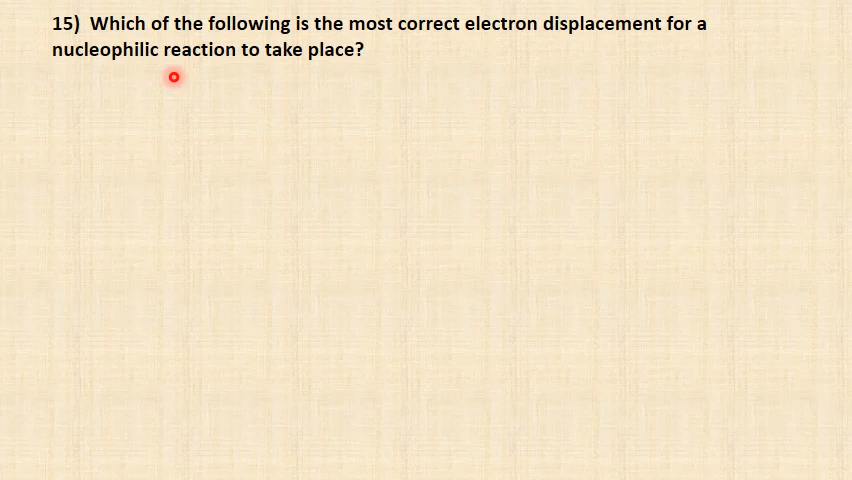 15)  Which of the following is the most correct electron displacement for a
nucleophilic reaction to take place?